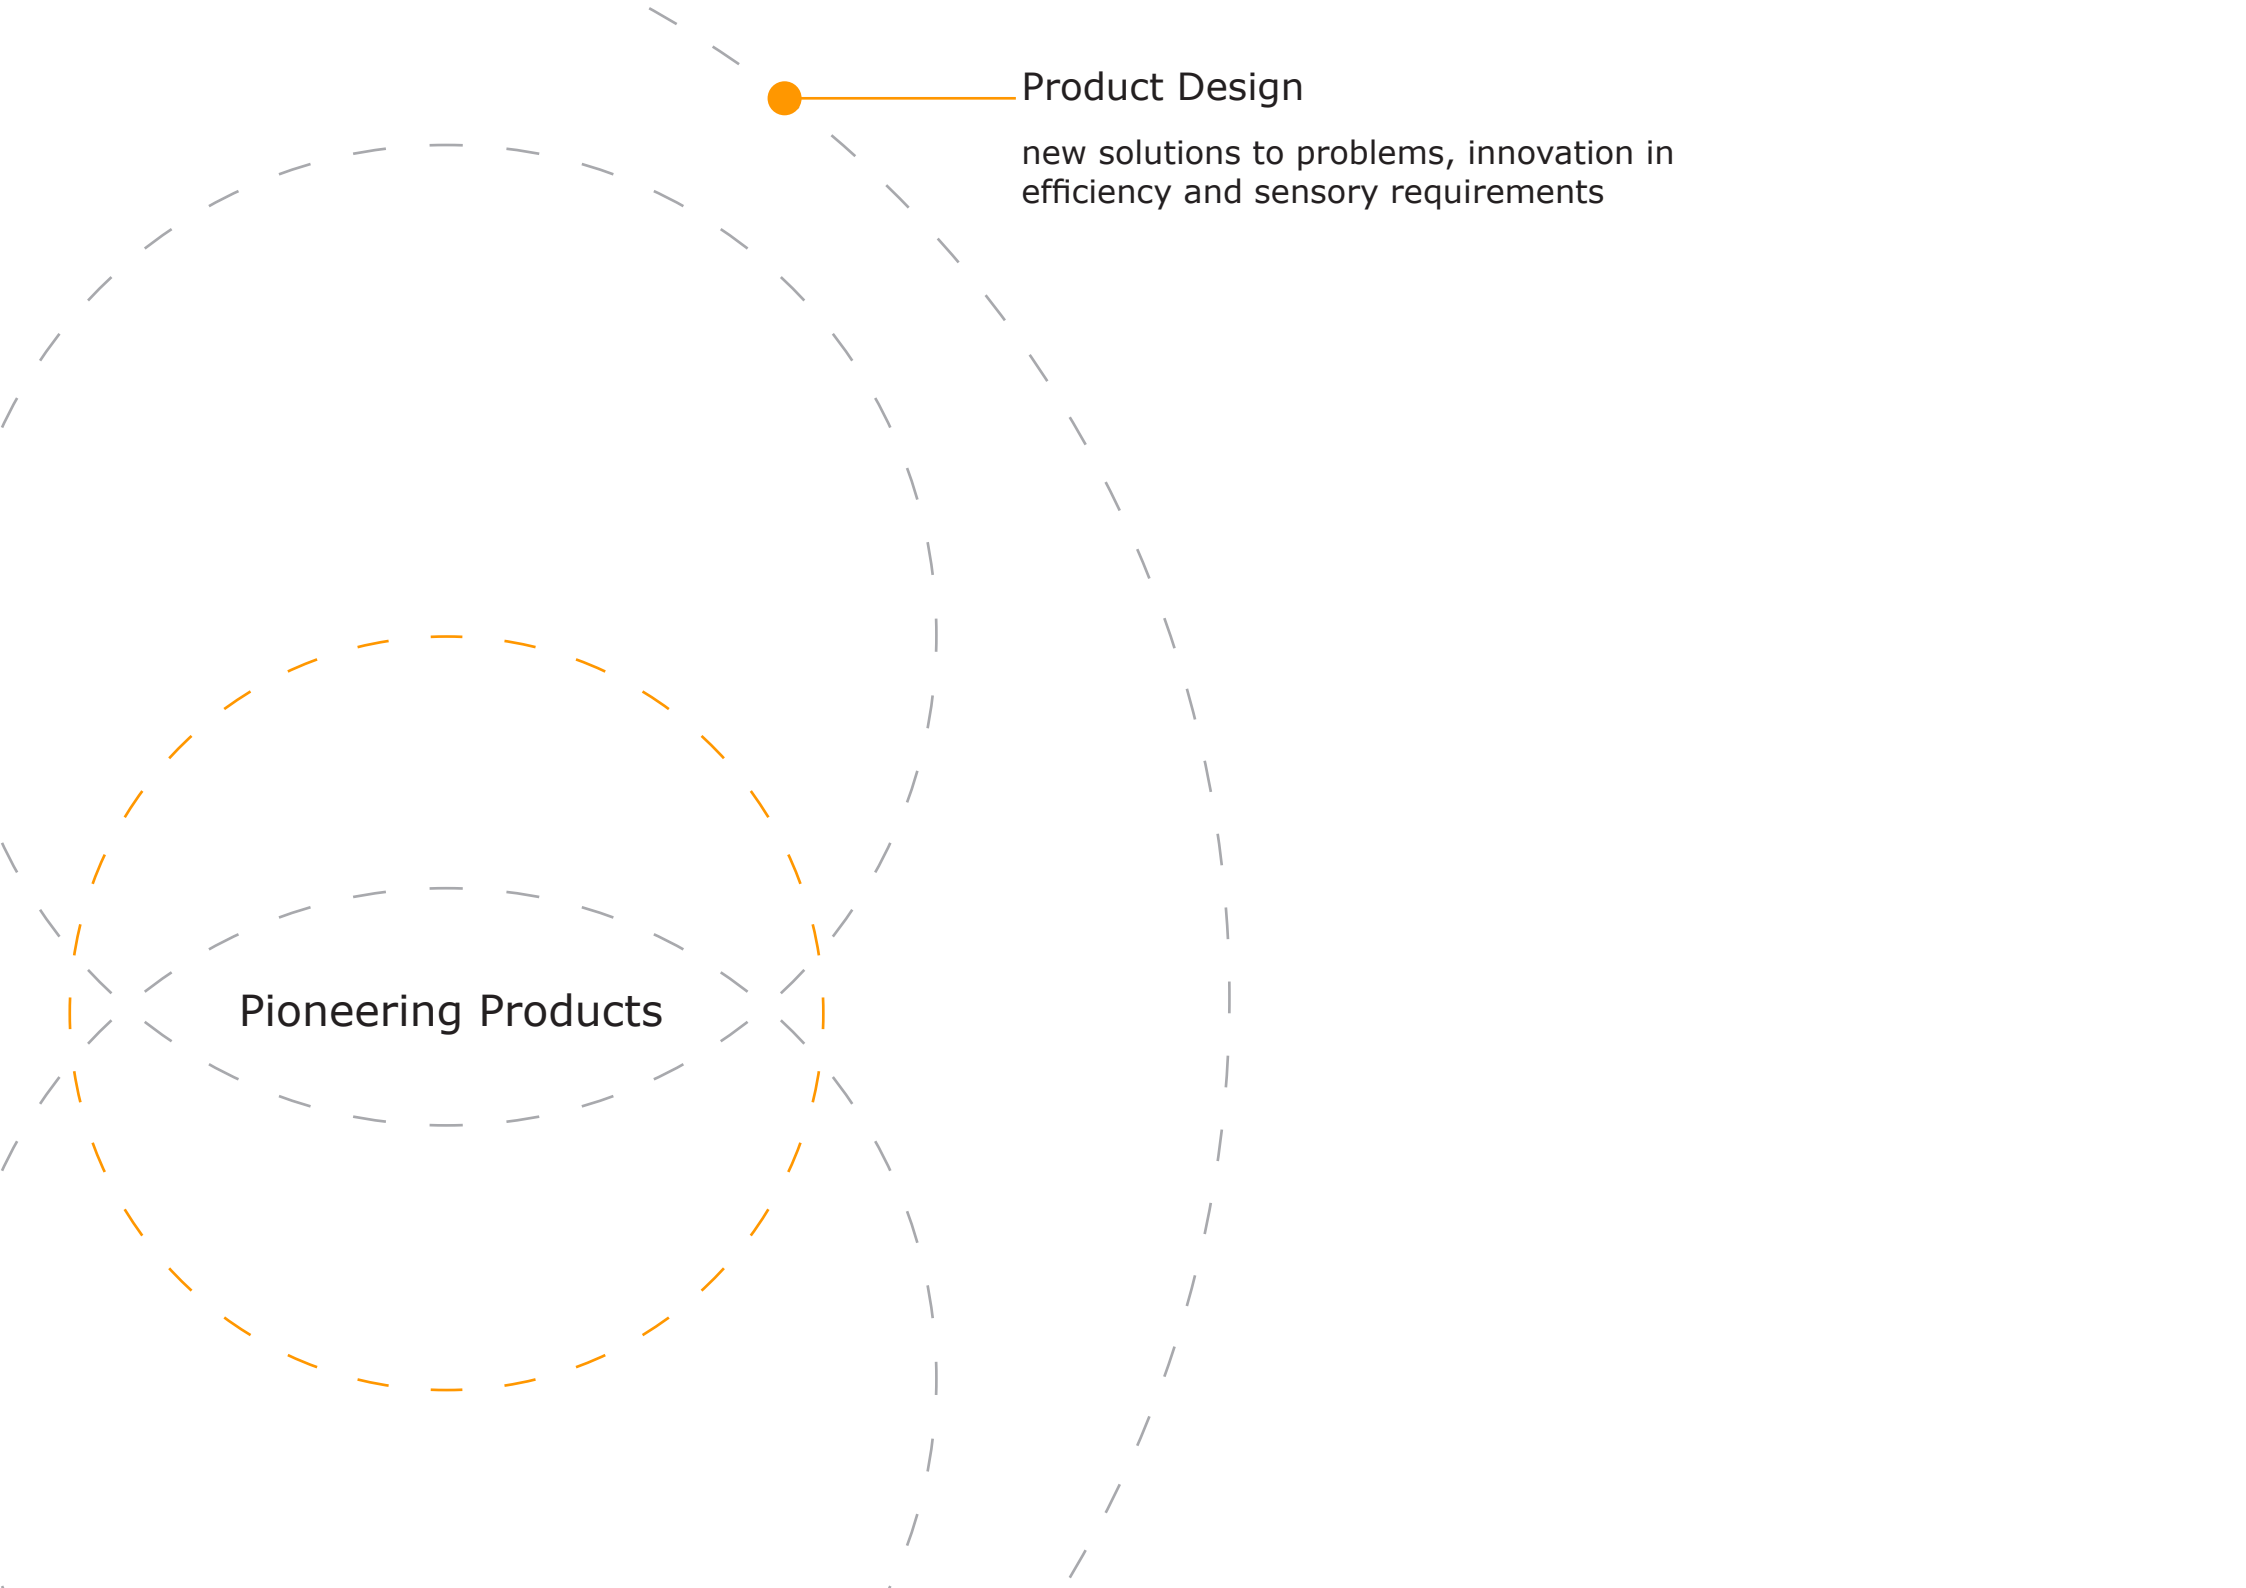 Product Design
new solutions to problems, innovation in
efficiency and sensory requirements
Pioneering Products